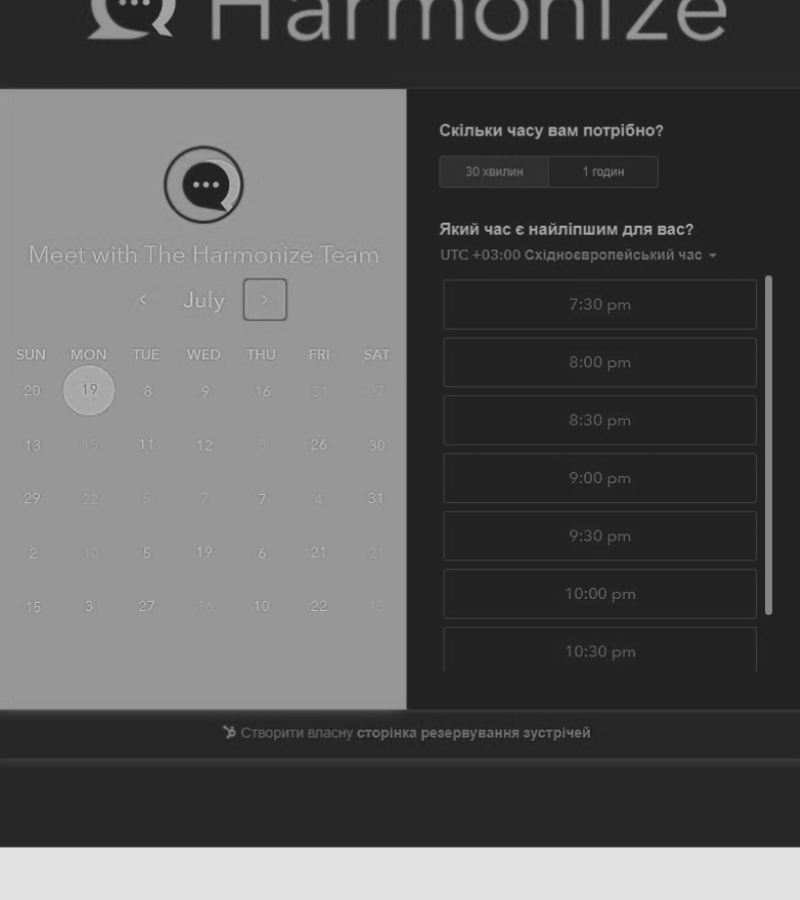 Harmonize
Meet with The Harmonize Team
July
SUN MON TUE WED THU FRI SAT
20 19 8 9 16 31 27
13 15 11 12 8 26 30
29 22 5 7 7 4 31
2 10 5 19 6 21 21
15 3 27 16 10 22 13
Скільки часу вам потрібно?
30 хвилин 1 годин
Який час є найліпшим для вас?
UTC +03:00 Східноєвропейський час
7:30 pm
8:00 pm
8:30 pm
9:00 pm
9:30 pm
10:00 pm
10:30 pm
Створити власну сторінка резервування зустрічей